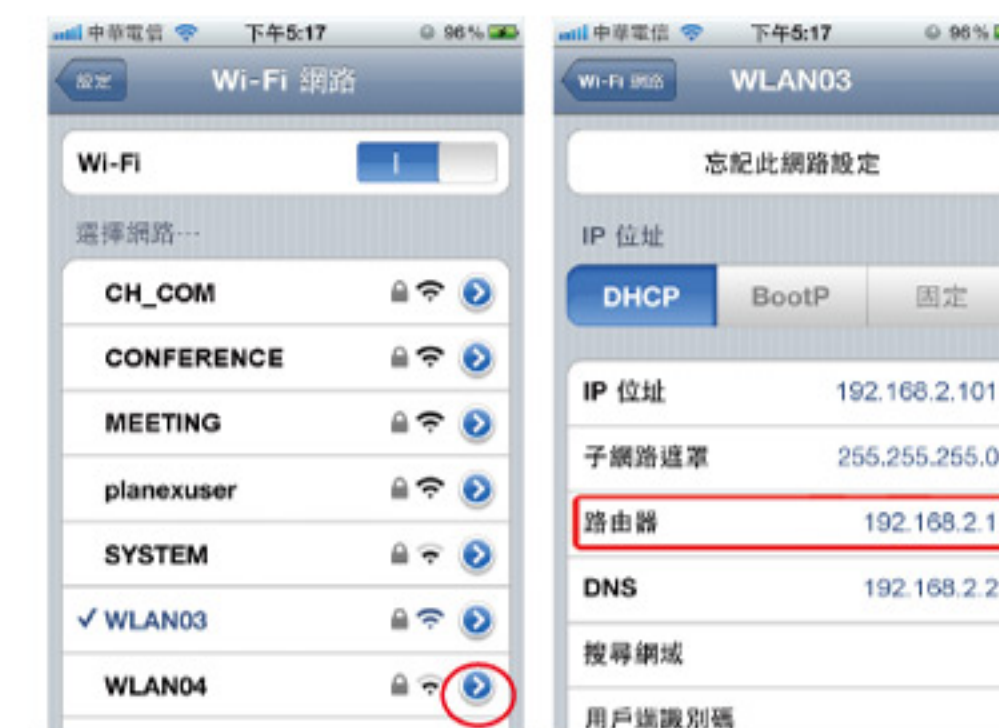 中華電信 下午5:17 96%
設定 Wi-Fi 網路
Wi-Fi
選擇網路…
CH_COM
CONFERENCE
MEETING
planexuser
SYSTEM
✓ WLAN03
WLAN04
中華電信 下午5:17 96%
Wi-Fi 網路 WLAN03
忘記此網路設定
IP 位址
DHCP BootP 固定
IP 位址 192.168.2.101
子網路遮罩 255.255.255.0
路由器 192.168.2.1
DNS 192.168.2.2
搜尋網域
用戶端識別碼